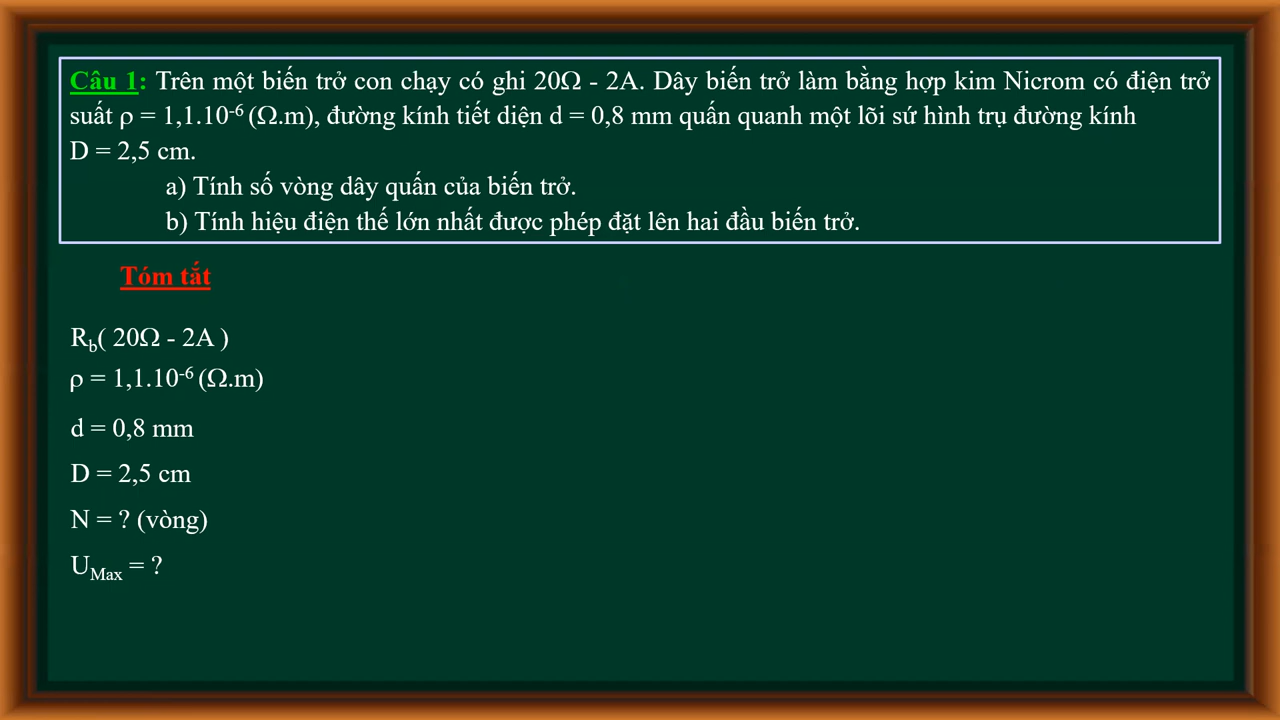 Câu 1: Trên một biến trở con chạy có ghi 20Ω - 2A. Dây biến trở làm bằng hợp kim Nicrom có điện trở
suất ρ = 1,1.10⁻⁶ (Ω.m), đường kính tiết diện d = 0,8 mm quấn quanh một lõi sứ hình trụ đường kính
D = 2,5 cm.
a) Tính số vòng dây quấn của biến trở.
b) Tính hiệu điện thế lớn nhất được phép đặt lên hai đầu biến trở.
Tóm tắt
R_b( 20Ω - 2A )
ρ = 1,1.10⁻⁶ (Ω.m)
d = 0,8 mm
D = 2,5 cm
N = ? (vòng)
U_Max = ?